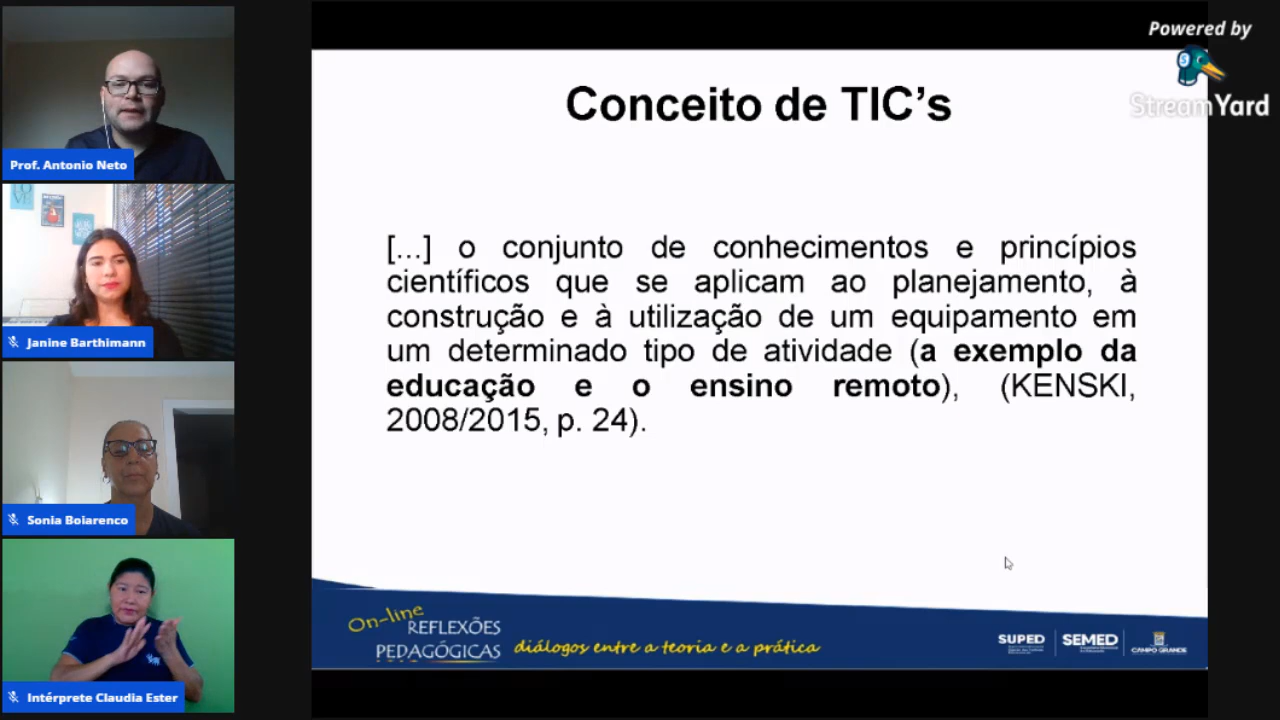 Powered by
StreamYard
Conceito de TIC's
[...] o conjunto de conhecimentos e princípios
científicos que se aplicam ao planejamento, à
construção e à utilização de um equipamento em
um determinado tipo de atividade (a exemplo da
educação e o ensino remoto), (KENSKI,
2008/2015, p. 24).
Prof. Antonio Neto
Janine Barthimann
Sonia Boiarenco
Intérprete Claudia Ester
On-line
REFLEXÕES
PEDAGÓGICAS
diálogos entre a teoria e a prática
SUPED
SEMED
CAMPO GRANDE